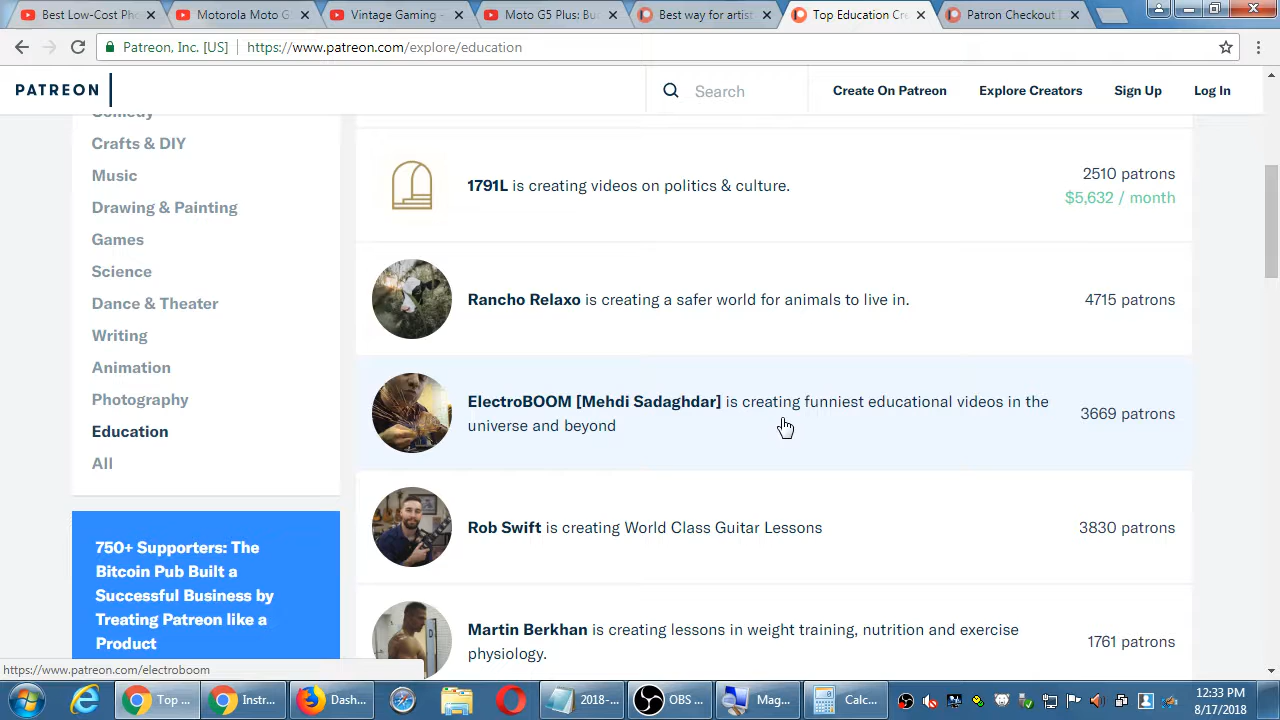 Best Low-Cost Ph
Motorola Moto G
Vintage Gaming -
Moto G5 Plus: Bu
Best way for artist
Top Education Cr
Patron Checkout
Patreon, Inc. [US]
https://www.patreon.com/explore/education
PATREON
Search
Create On Patreon
Explore Creators
Sign Up
Log In
Comedy
Crafts & DIY
Music
Drawing & Painting
Games
Science
Dance & Theater
Writing
Animation
Photography
Education
All
750+ Supporters: The
Bitcoin Pub Built a
Successful Business by
Treating Patreon like a
Product
1791L is creating videos on politics & culture.
2510 patrons
$5,632 / month
Rancho Relaxo is creating a safer world for animals to live in.
4715 patrons
ElectroBOOM [Mehdi Sadaghdar] is creating funniest educational videos in the
universe and beyond
3669 patrons
Rob Swift is creating World Class Guitar Lessons
3830 patrons
Martin Berkhan is creating lessons in weight training, nutrition and exercise
physiology.
1761 patrons
https://www.patreon.com/electroboom
Top ...
Instr...
Dash...
2018-...
OBS ...
Mag...
Calc...
12:33 PM
8/17/2018